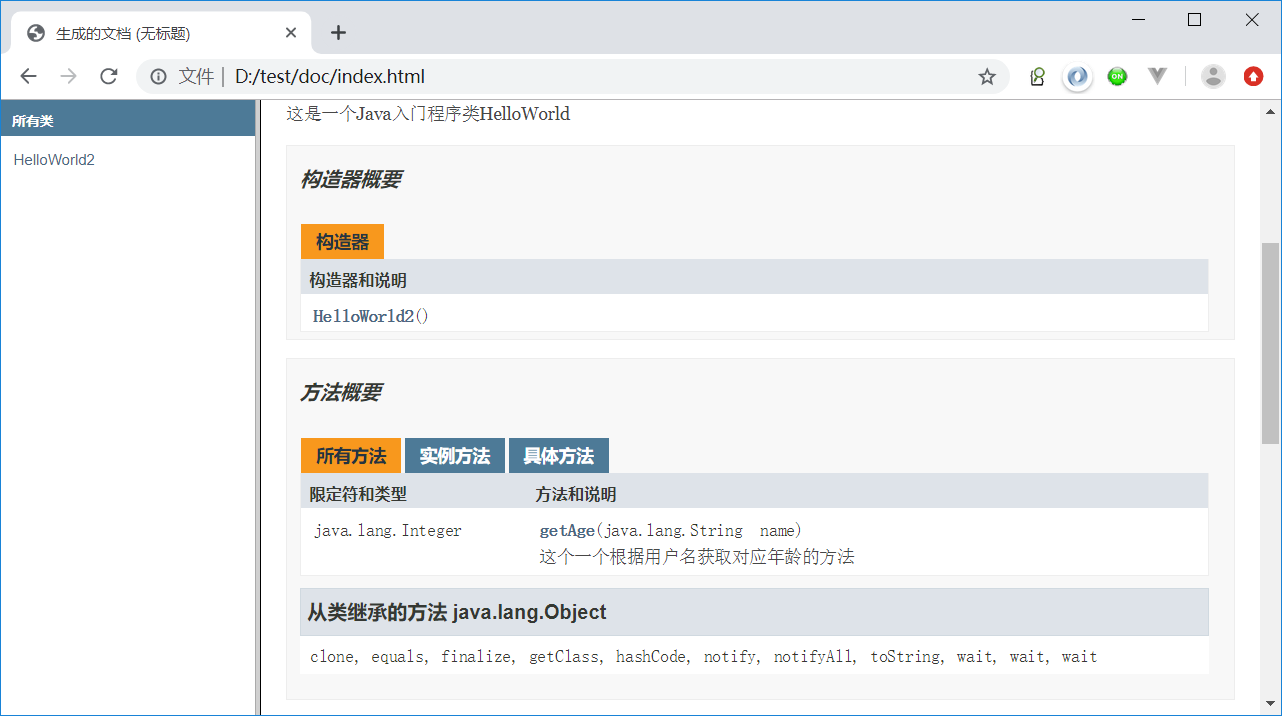 生成的文档 (无标题)
文件 | D:/test/doc/index.html
ON
所有类
HelloWorld2
这是一个Java入门程序类HelloWorld
构造器概要
构造器
构造器和说明
HelloWorld2()
方法概要
所有方法 实例方法 具体方法
限定符和类型 方法和说明
java.lang.Integer getAge(java.lang.String name)
这个一个根据用户名获取对应年龄的方法
从类继承的方法 java.lang.Object
clone, equals, finalize, getClass, hashCode, notify, notifyAll, toString, wait, wait, wait